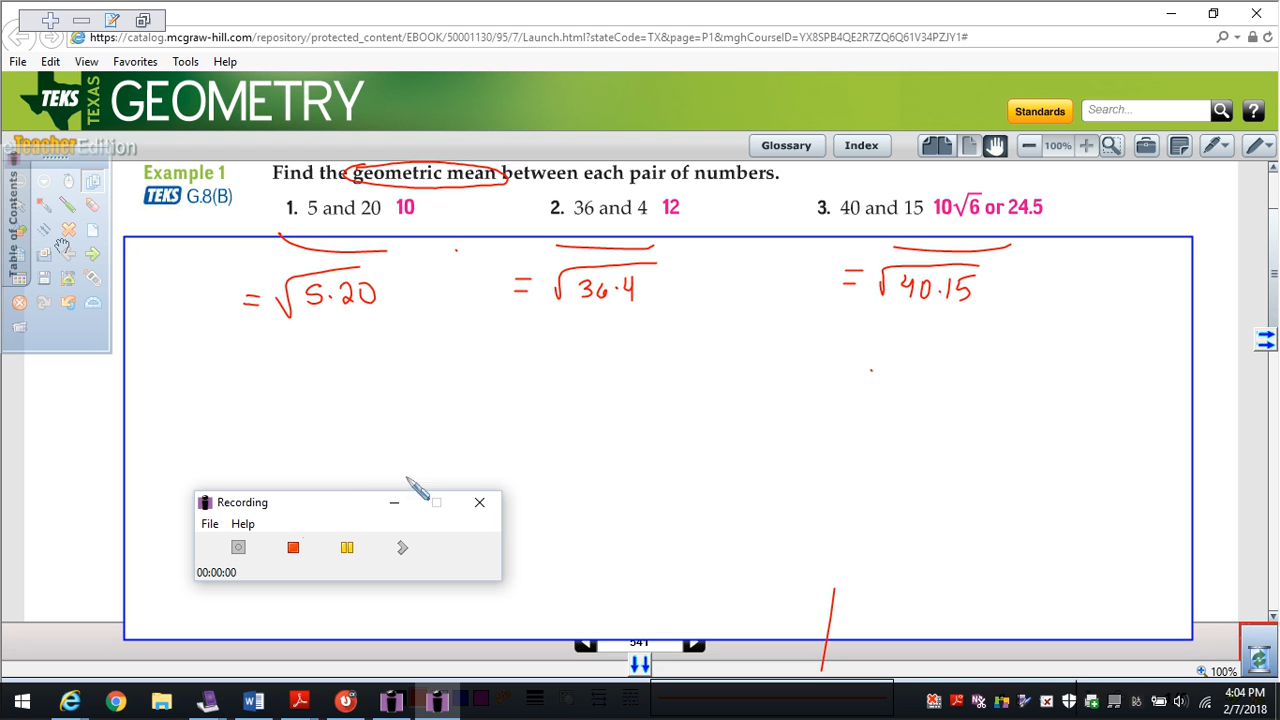 https://catalog.mcgraw-hill.com/repository/protected_content/EBOOK/50001130/95/7/Launch.html?stateCode=TX&page=P1&mghCourseID=YX8SPB4QE2R7ZQ6Q61V34PZJY1#
File Edit View Favorites Tools Help
TEKS TEXAS GEOMETRY
Standards Search... ?
Teacher Edition
Glossary Index 100%
Table of Contents
Example 1 Find the geometric mean between each pair of numbers.
TEKS G.8(B) 1. 5 and 20 10 2. 36 and 4 12 3. 40 and 15 10√6 or 24.5
= √5·20 = √36·4 = √40·15
Recording
File Help
00:00:00
541
100%
4:04 PM
2/7/2018